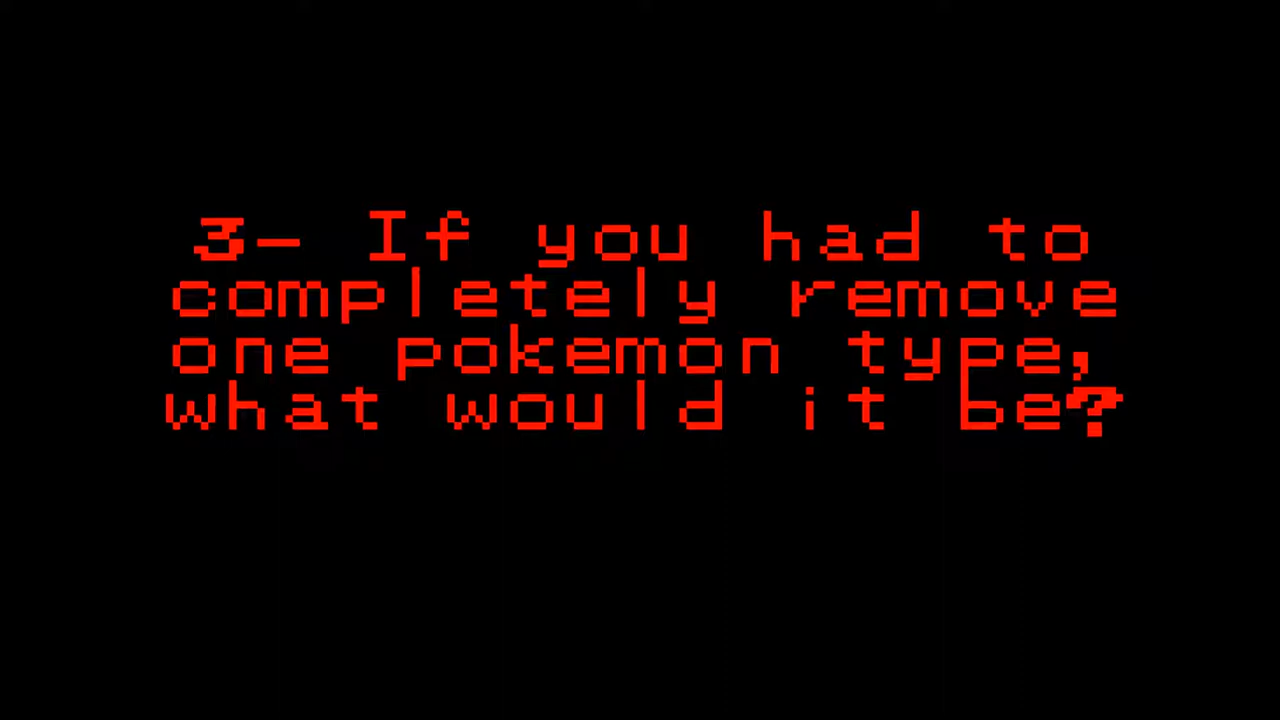 3- If you had to
completely remove
one pokemon type,
what would it be?